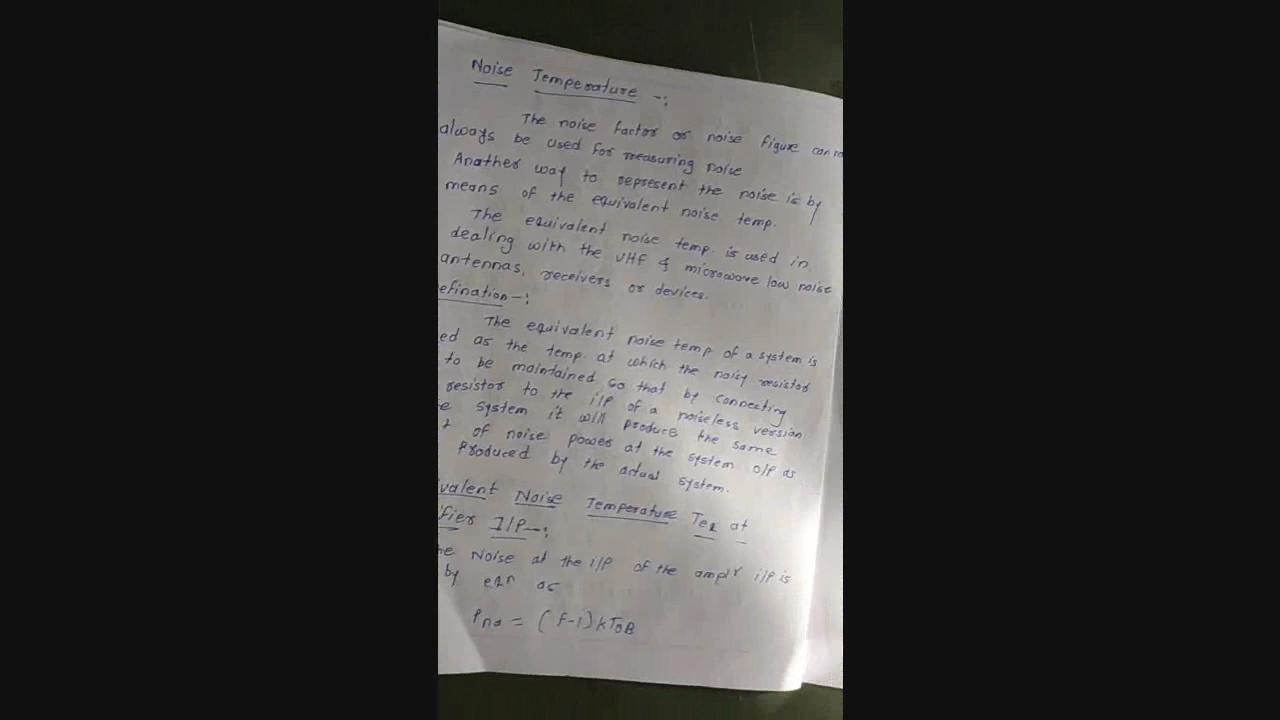 Noise Temperature -:
The noise factor or noise figure can no
always be used for measuring noise
Another way to represent the noise is by
means of the equivalent noise temp.
The equivalent noise temp. is used in
dealing with the UHF & microwave low noise
antennas, receivers or devices.
efination -:
The equivalent noise temp. of a system is
ed as the temp. at which the noisy resistor
to be maintained so that by connecting
resistor to the i/p of a noiseless version
e system it will produce the same
of noise power at the system o/p as
produced by the actual system.
valent Noise Temperature Teq at
ifier I/P -:
he Noise at the i/p of the amplr i/p is
by eqn as
Pna = (F-1) kToB